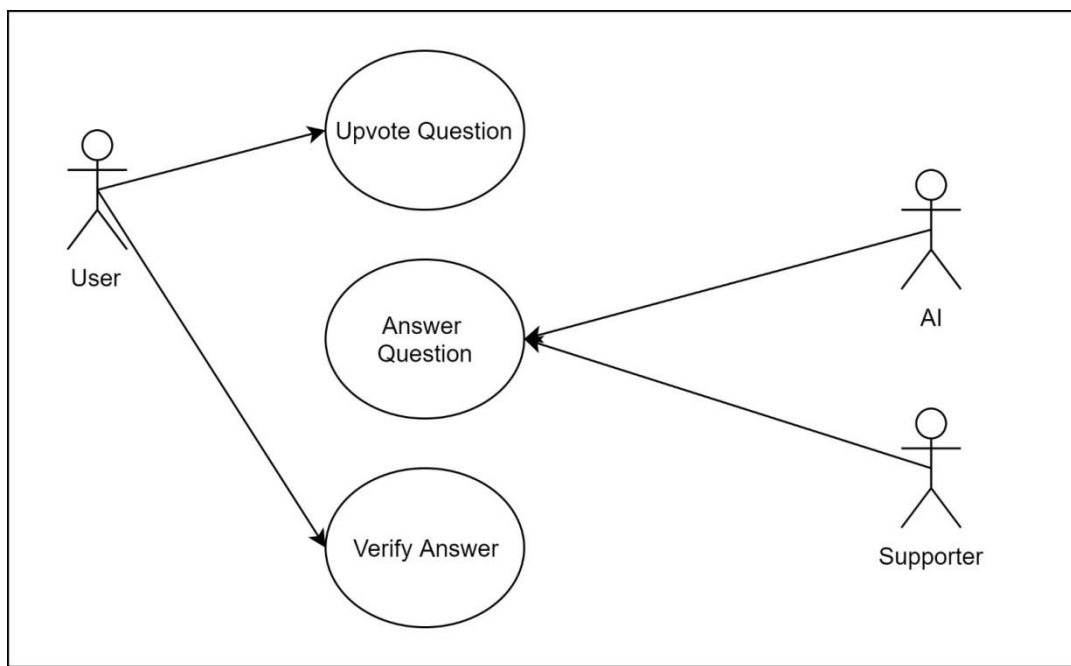 Upvote Question
User
Answer
Question
AI
Verify Answer
Supporter